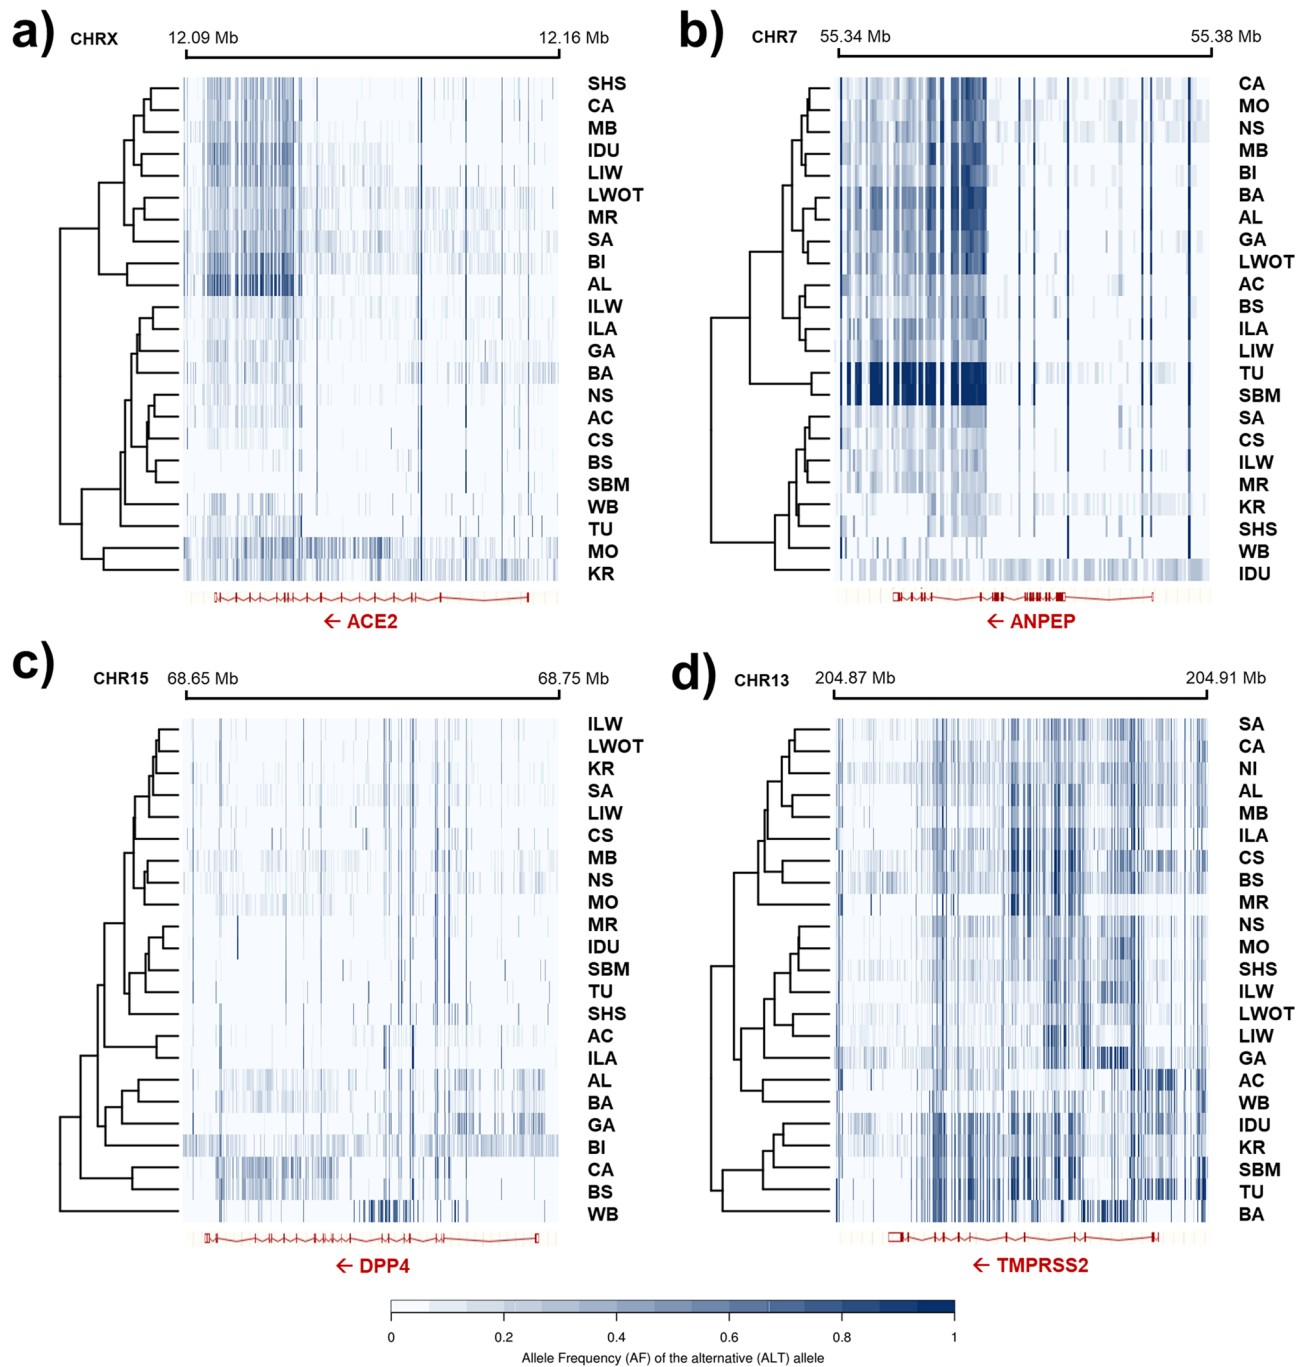 a)
CHRX
12.09 Mb
12.16 Mb
SHS
CA
MB
IDU
LIW
LWOT
MR
SA
BI
AL
ILW
ILA
GA
BA
NS
AC
CS
BS
SBM
WB
TU
MO
KR
← ACE2
b)
CHR7
55.34 Mb
55.38 Mb
CA
MO
NS
MB
BI
BA
AL
GA
LWOT
AC
BS
ILA
LIW
TU
SBM
SA
CS
ILW
MR
KR
SHS
WB
IDU
← ANPEP
c)
CHR15
68.65 Mb
68.75 Mb
ILW
LWOT
KR
SA
LIW
CS
MB
NS
MO
MR
IDU
SBM
TU
SHS
AC
ILA
AL
BA
GA
BI
CA
BS
WB
← DPP4
d)
CHR13
204.87 Mb
204.91 Mb
SA
CA
NI
AL
MB
ILA
CS
BS
MR
NS
MO
SHS
ILW
LWOT
LIW
GA
AC
WB
IDU
KR
SBM
TU
BA
← TMPRSS2
0
0.2
0.4
0.6
0.8
1
Allele Frequency (AF) of the alternative (ALT) allele